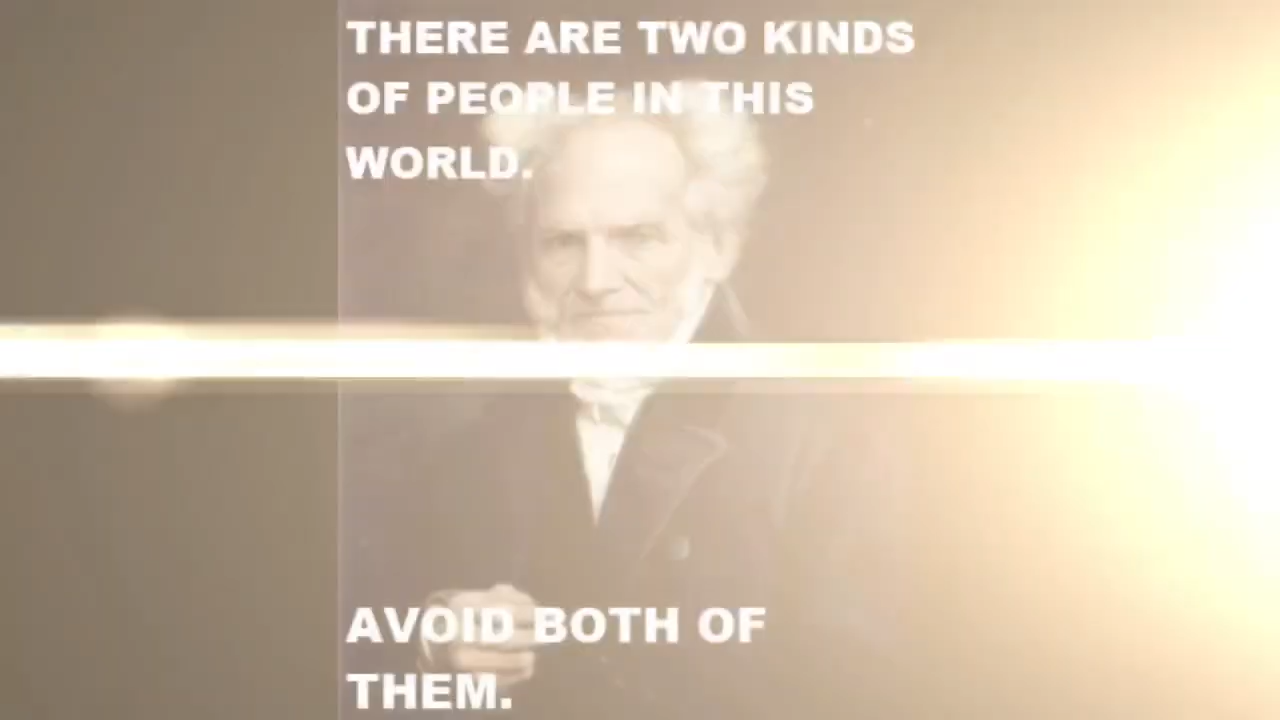 THERE ARE TWO KINDS
OF PEOPLE IN THIS
WORLD.
AVOID BOTH OF
THEM.